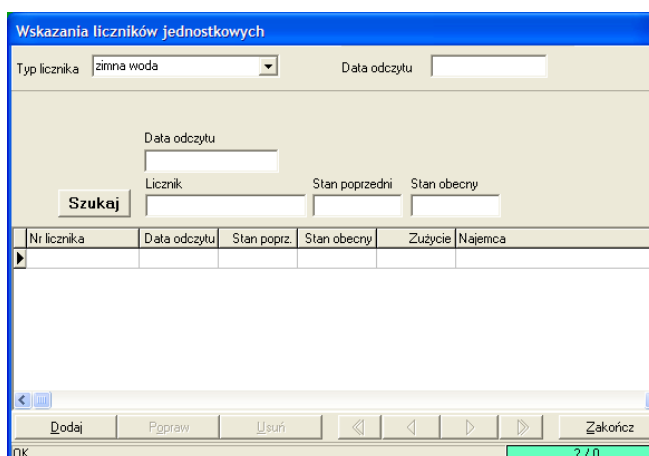 Wskazania liczników jednostkowych
Typ licznika zimna woda Data odczytu
Data odczytu
Licznik Stan poprzedni Stan obecny
Szukaj
Nr licznika Data odczytu Stan poprz. Stan obecny Zużycie Najemca
Dodaj Popraw Usuń Zakończ
OK 2 / 0